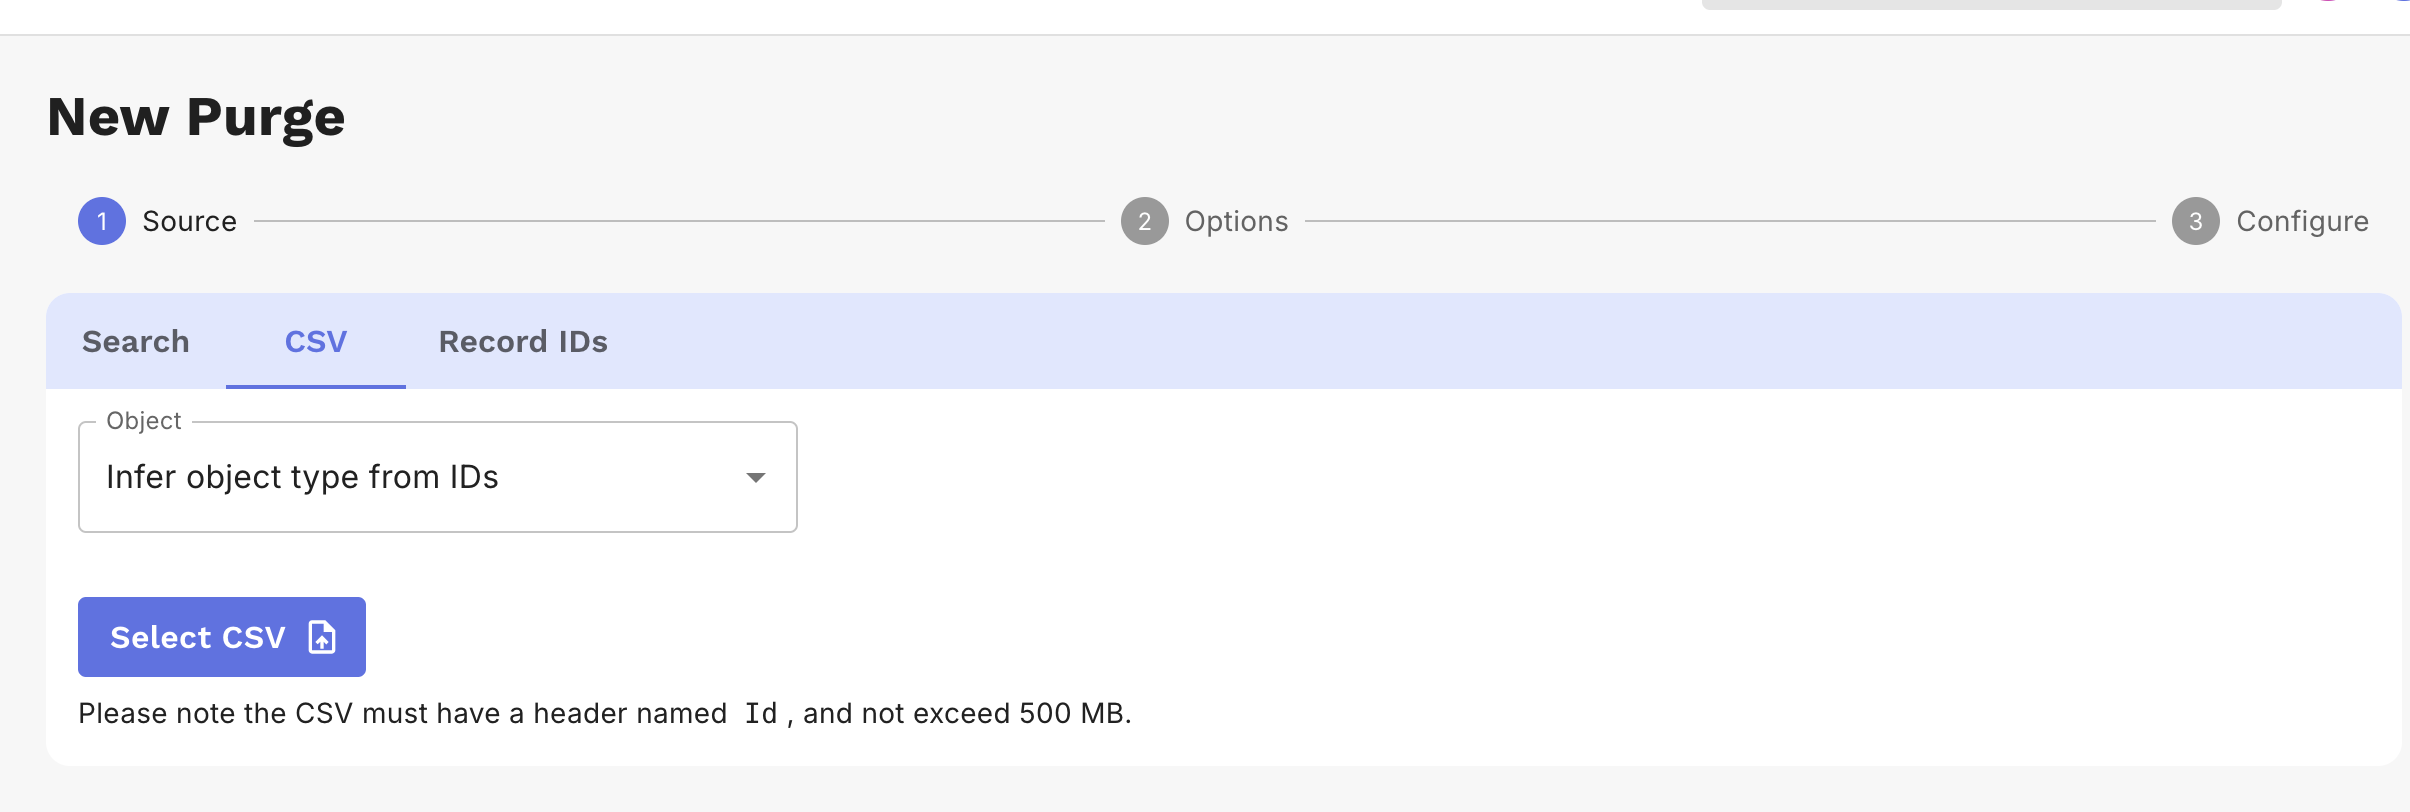 New Purge
1 Source 2 Options 3 Configure
Search CSV Record IDs
Object
Infer object type from IDs
Select CSV
Please note the CSV must have a header named Id , and not exceed 500 MB.